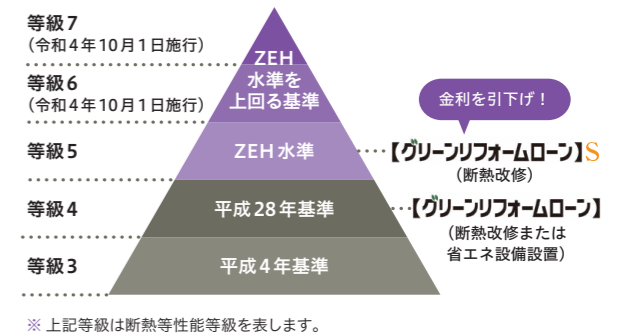 等級7
(令和4年10月1日施行)
ZEH
水準を
上回る基準
等級6
(令和4年10月1日施行)
金利を引下げ！
等級5
ZEH水準
【グリーンリフォームローン】S
(断熱改修)
等級4
平成28年基準
【グリーンリフォームローン】
(断熱改修または
省エネ設備設置)
等級3
平成4年基準
※ 上記等級は断熱等性能等級を表します。